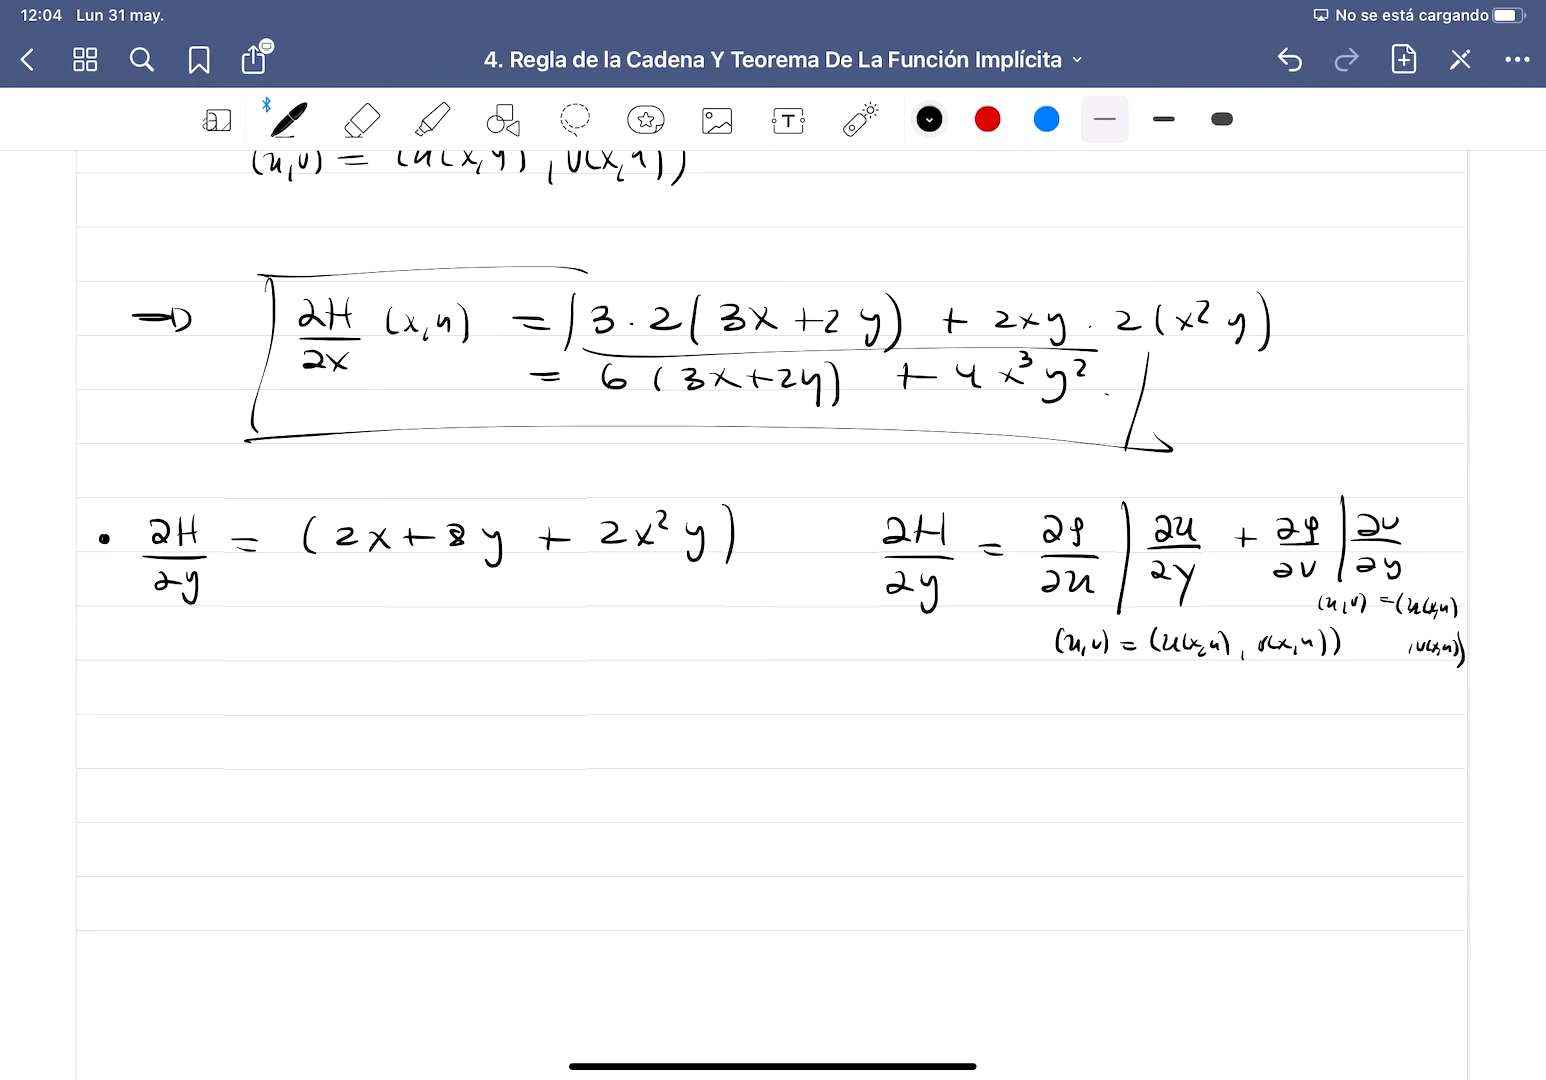 12:04 Lun 31 may. No se está cargando
4. Regla de la Cadena Y Teorema De La Función Implícita
(u,v) = (u(x,y), v(x,y))
⇒ ∂H/∂x (x,y) = 3·2(3x+2y) + 2xy·2(x²y)
= 6(3x+2y) + 4x³y².
• ∂H/∂y = (2x+8y + 2x²y) ∂H/∂y = ∂f/∂u | ∂u/∂y + ∂f/∂v | ∂v/∂y
(u,v) = (u(x,y), v(x,y)) (u,v) = (u(x,y), v(x,y))